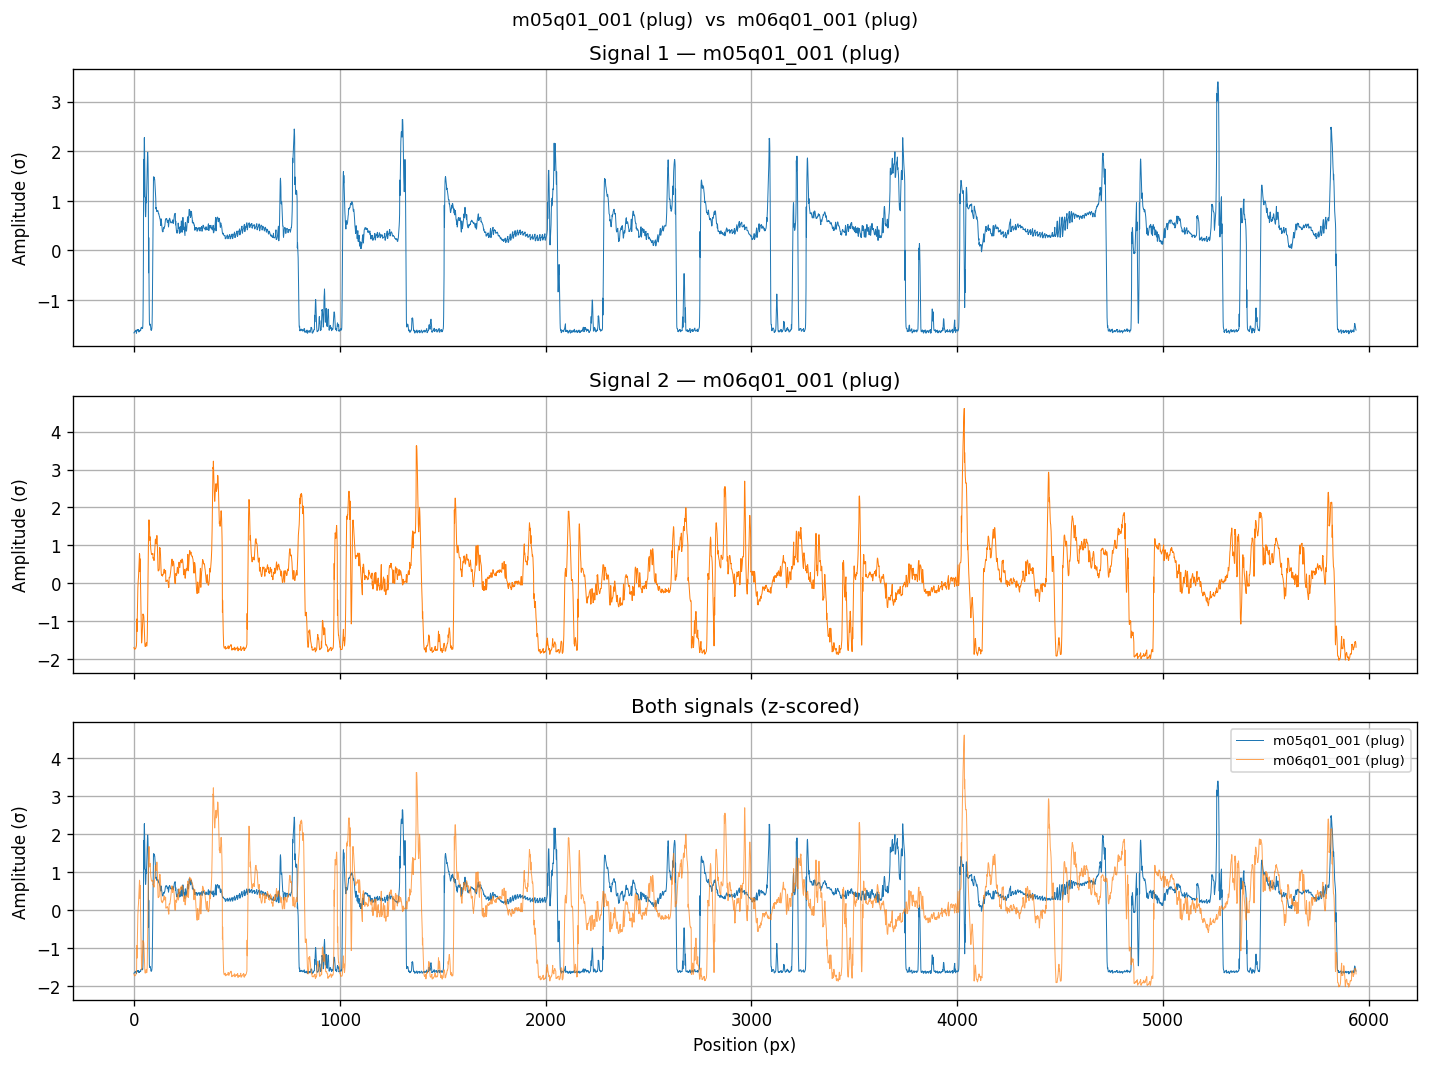 m05q01_001 (plug)  vs  m06q01_001 (plug)
Signal 1 — m05q01_001 (plug)
Amplitude (σ)
3
2
1
0
−1
Signal 2 — m06q01_001 (plug)
Amplitude (σ)
4
3
2
1
0
−1
−2
Both signals (z-scored)
m05q01_001 (plug)
m06q01_001 (plug)
Amplitude (σ)
4
3
2
1
0
−1
−2
0 1000 2000 3000 4000 5000 6000
Position (px)